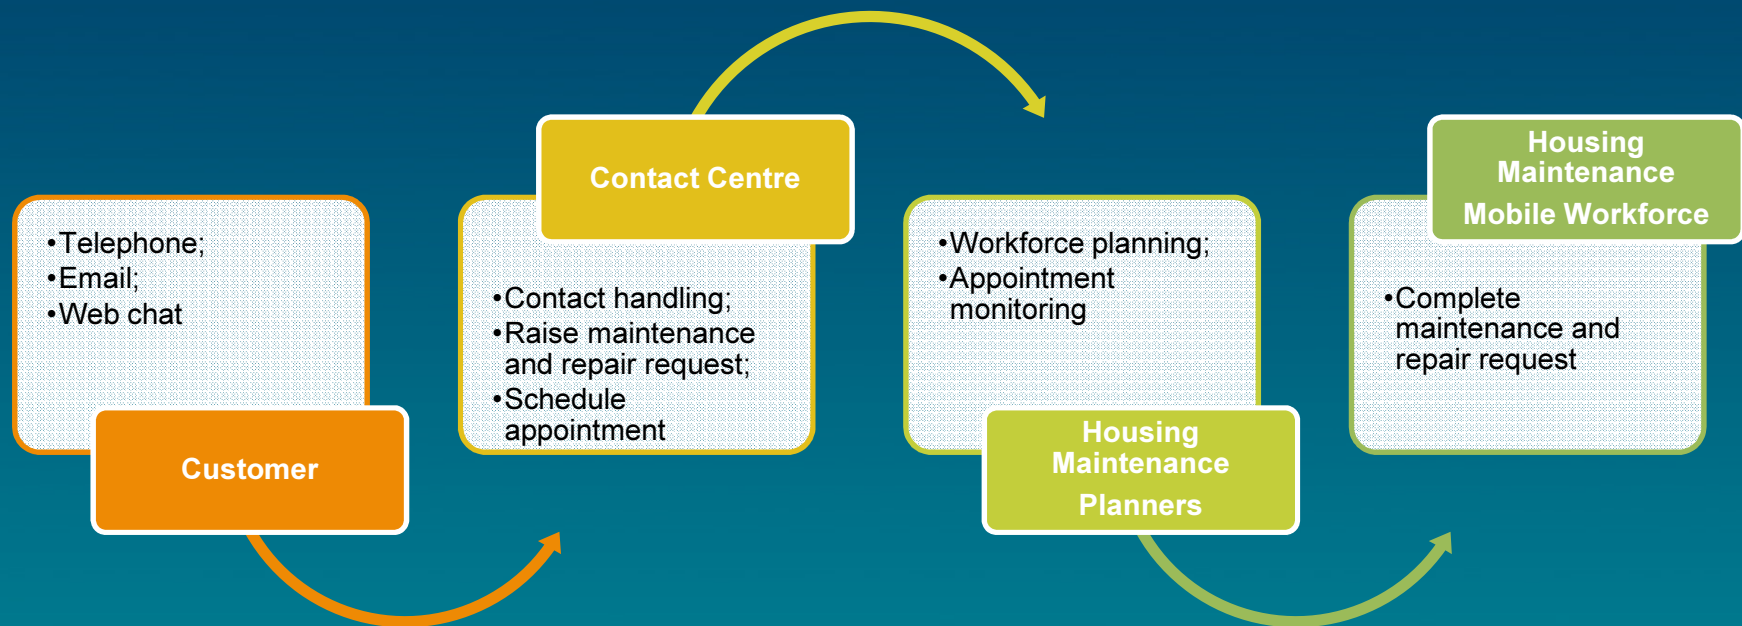 •Telephone;
•Email;
•Web chat
Customer
Contact Centre
•Contact handling;
•Raise maintenance
and repair request;
•Schedule
appointment
•Workforce planning;
•Appointment
monitoring
Housing
Maintenance
Planners
Housing
Maintenance
Mobile Workforce
•Complete
maintenance and
repair request